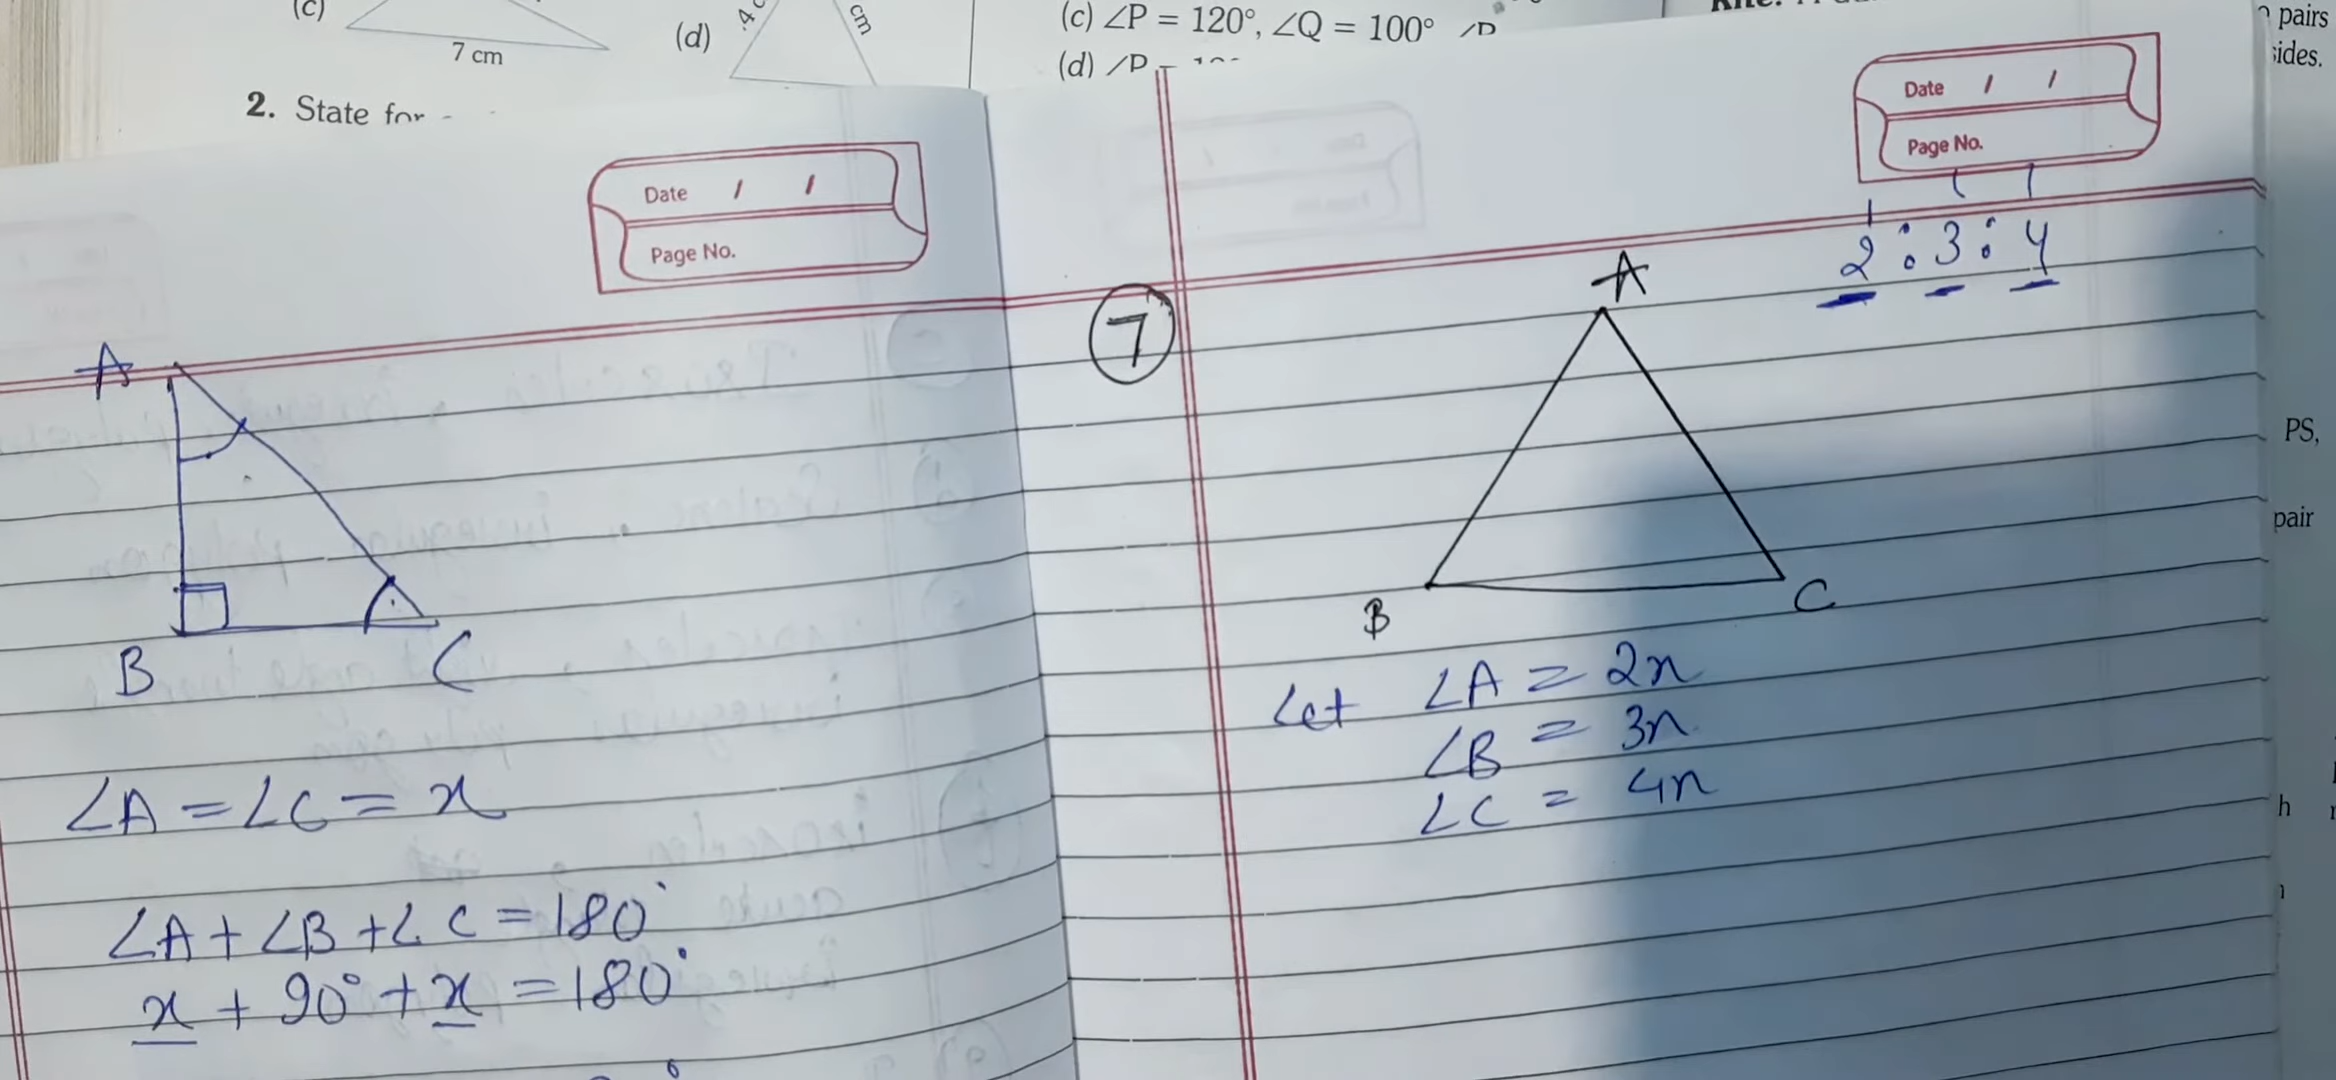 (c)
7 cm
(d)
cm
(c) ∠P = 120°, ∠Q = 100°
(d) ∠P
2. State for
pairs
sides.
Date / /
Page No.
Date / /
Page No.
2 : 3 : 4
7
A
B
C
A
B
C
PS,
pair
Let ∠A = 2x
∠B = 3x
∠C = 4x
∠A = ∠C = x
∠A + ∠B + ∠C = 180°
x + 90° + x = 180°